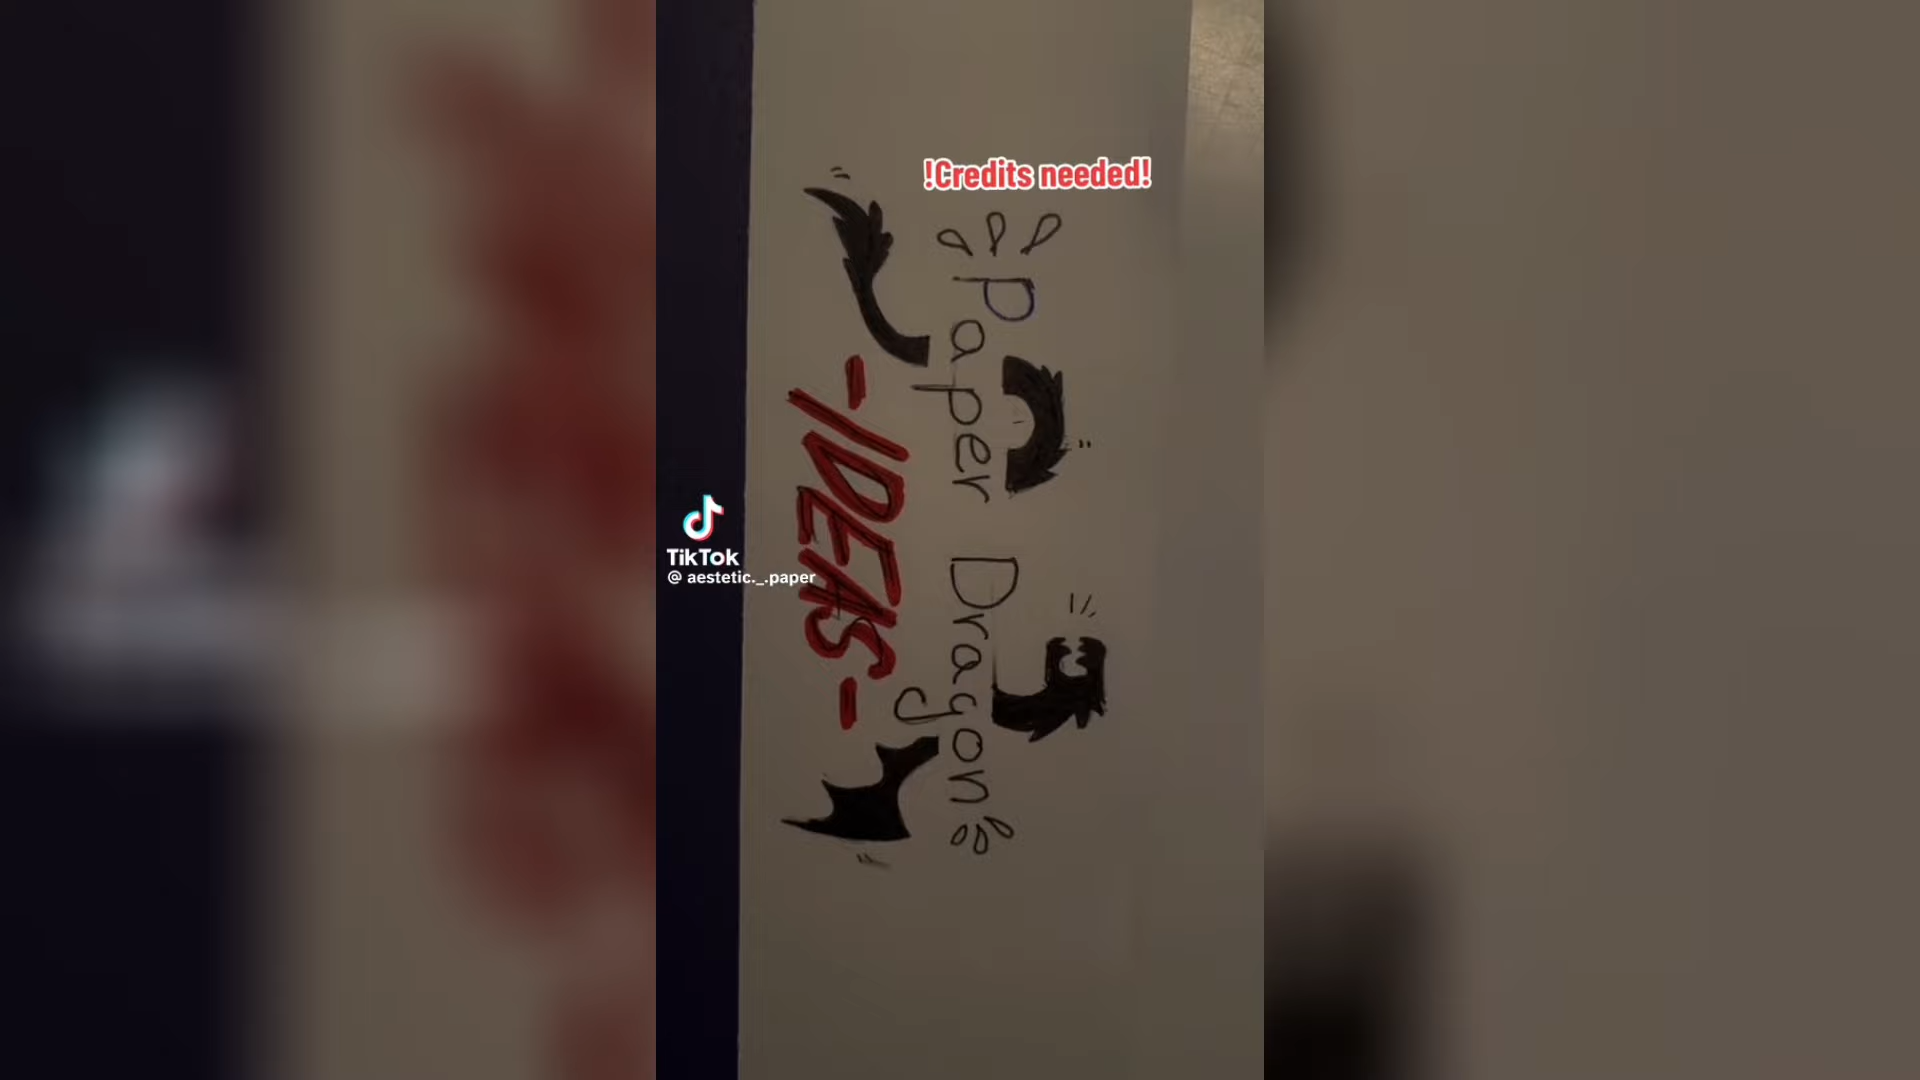 !Credits needed!
Paper Dragon
-IDEAS-
TikTok
@ aestetic._.paper